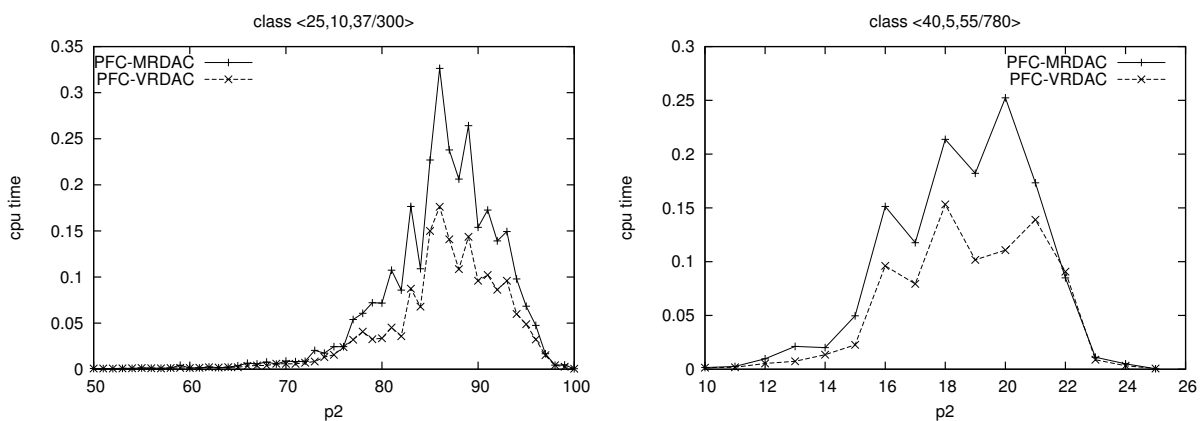 class <25,10,37/300>
cpu time
0.35
0.3
0.25
0.2
0.15
0.1
0.05
0
PFC-MRDAC
PFC-VRDAC
50 60 70 80 90 100
p2
class <40,5,55/780>
cpu time
0.3
0.25
0.2
0.15
0.1
0.05
0
PFC-MRDAC
PFC-VRDAC
10 12 14 16 18 20 22 24 26
p2